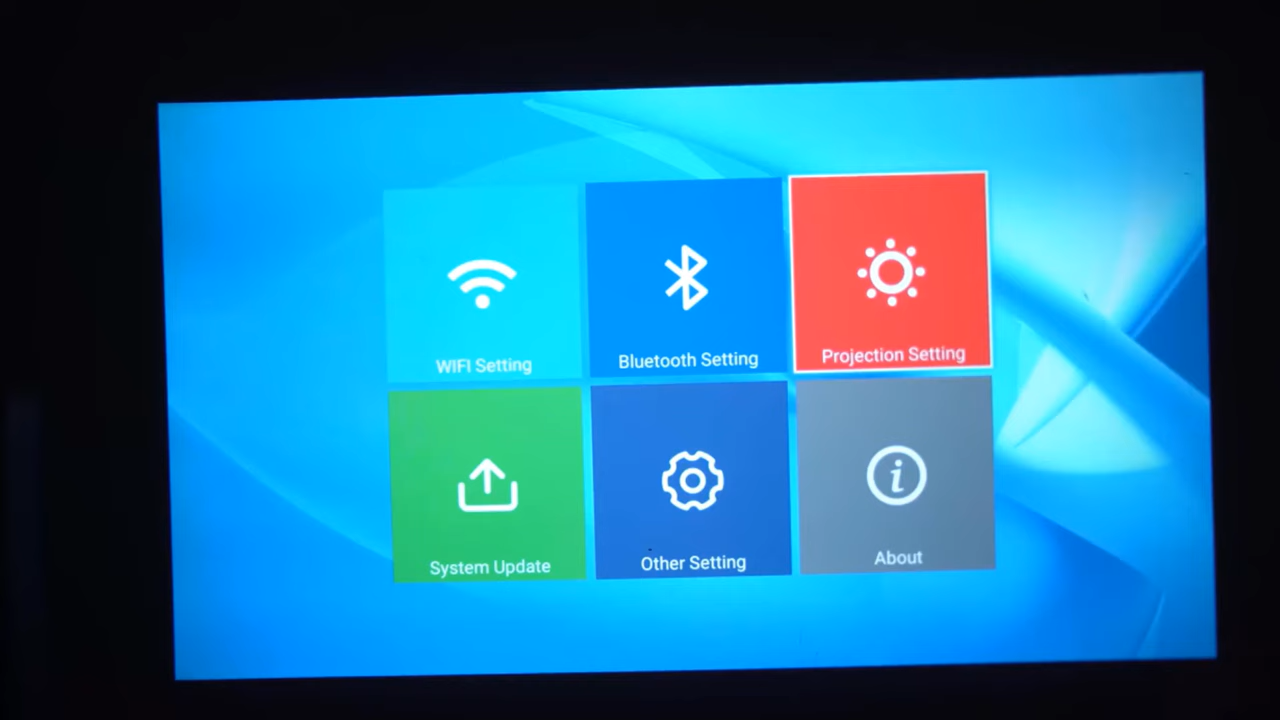 WIFI Setting
Bluetooth Setting
Projection Setting
System Update
Other Setting
About